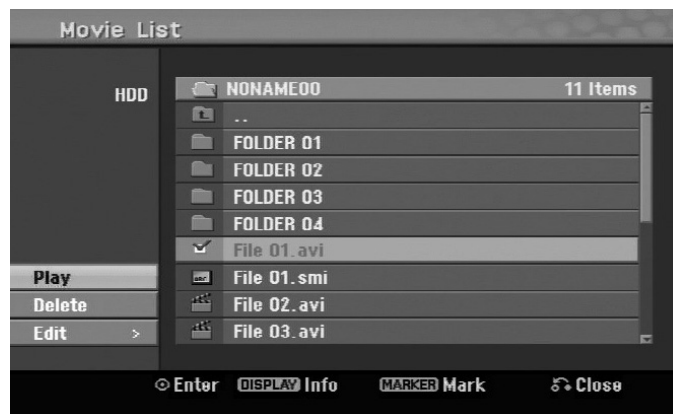 Movie List
HDD
NONAME00 11 Items
..
FOLDER 01
FOLDER 02
FOLDER 03
FOLDER 04
File 01.avi
Play File 01.smi
Delete File 02.avi
Edit > File 03.avi
Enter DISPLAY Info MARKER Mark Close